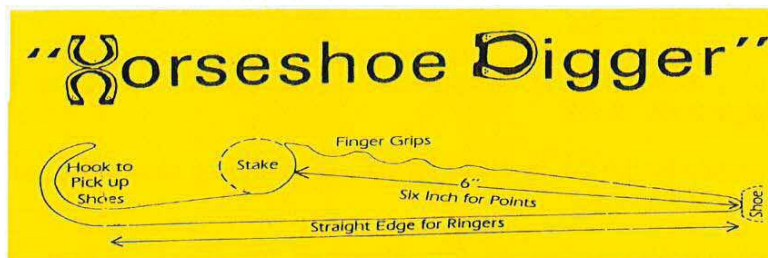 "Horseshoe Digger"
Finger Grips
Hook to
Pick up
Shoes
Stake
6"
Six Inch for Points
Shoe
Straight Edge for Ringers